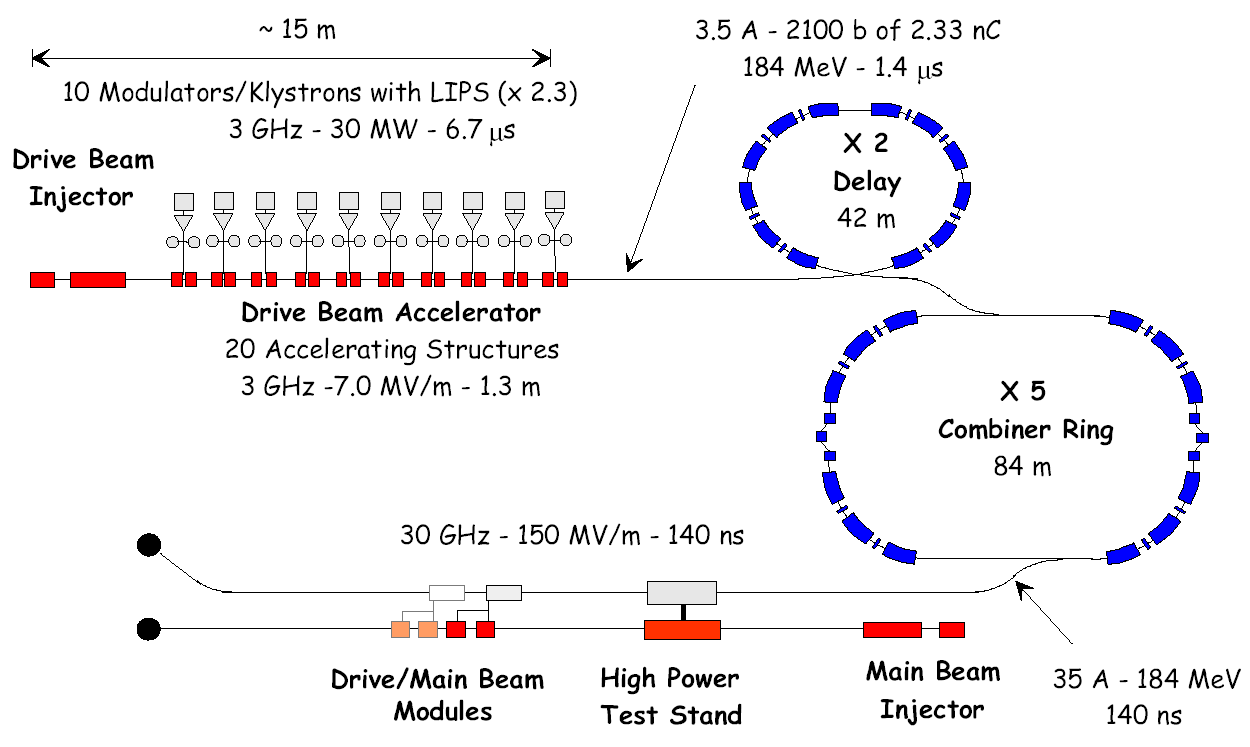 ~ 15 m
3.5 A - 2100 b of 2.33 nC
184 MeV - 1.4 μs
10 Modulators/Klystrons with LIPS (x 2.3)
3 GHz - 30 MW - 6.7 μs
Drive Beam
Injector
X 2
Delay
42 m
Drive Beam Accelerator
20 Accelerating Structures
3 GHz -7.0 MV/m - 1.3 m
X 5
Combiner Ring
84 m
30 GHz - 150 MV/m - 140 ns
Drive/Main Beam
Modules
High Power
Test Stand
Main Beam
Injector
35 A - 184 MeV
140 ns